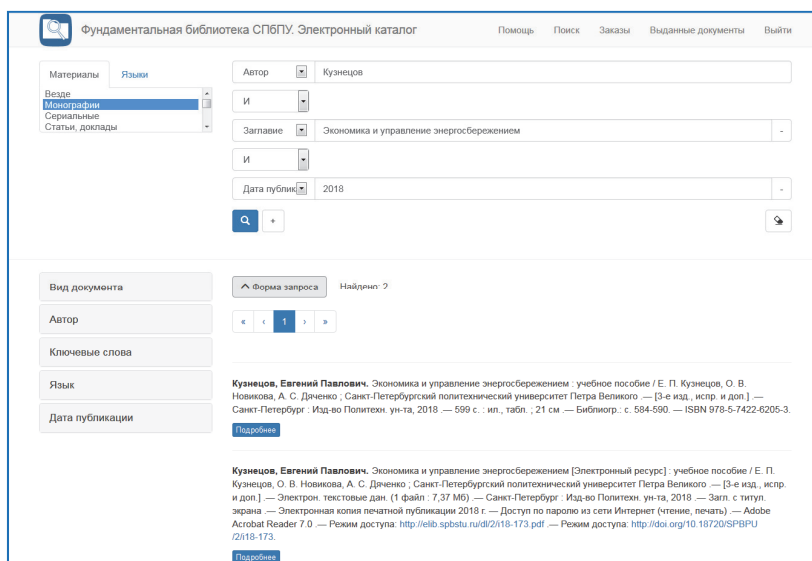 Фундаментальная библиотека СПбПУ. Электронный каталог
Помощь Поиск Заказы Выданные документы Выйти
Материалы Языки
Везде
Монографии
Сериальные
Статьи, доклады
Автор Кузнецов
И
Заглавие Экономика и управление энергосбережением -
И
Дата публик 2018 -
+
Вид документа
Автор
Ключевые слова
Язык
Дата публикации
Форма запроса Найдено: 2
« ‹ 1 › »
Кузнецов, Евгений Павлович. Экономика и управление энергосбережением : учебное пособие / Е. П. Кузнецов, О. В.
Новикова, А. С. Дяченко ; Санкт-Петербургский политехнический университет Петра Великого .— [3-е изд., испр. и доп.] .—
Санкт-Петербург : Изд-во Политехн. ун-та, 2018 .— 599 с. : ил., табл. ; 21 см .— Библиогр.: с. 584-590. — ISBN 978-5-7422-6205-3.
Подробнее
Кузнецов, Евгений Павлович. Экономика и управление энергосбережением [Электронный ресурс] : учебное пособие / Е. П.
Кузнецов, О. В. Новикова, А. С. Дяченко ; Санкт-Петербургский политехнический университет Петра Великого .— [3-е изд., испр.
и доп.] .— Электрон. текстовые дан. (1 файл : 7,37 Мб) .— Санкт-Петербург : Изд-во Политехн. ун-та, 2018 .— Загл. с титул.
экрана .— Электронная копия печатной публикации 2018 г. — Доступ по паролю из сети Интернет (чтение, печать) .— Adobe
Acrobat Reader 7.0 .— Режим доступа: http://elib.spbstu.ru/dl/2/i18-173.pdf .— Режим доступа: http://doi.org/10.18720/SPBPU
/2/i18-173.
Подробнее